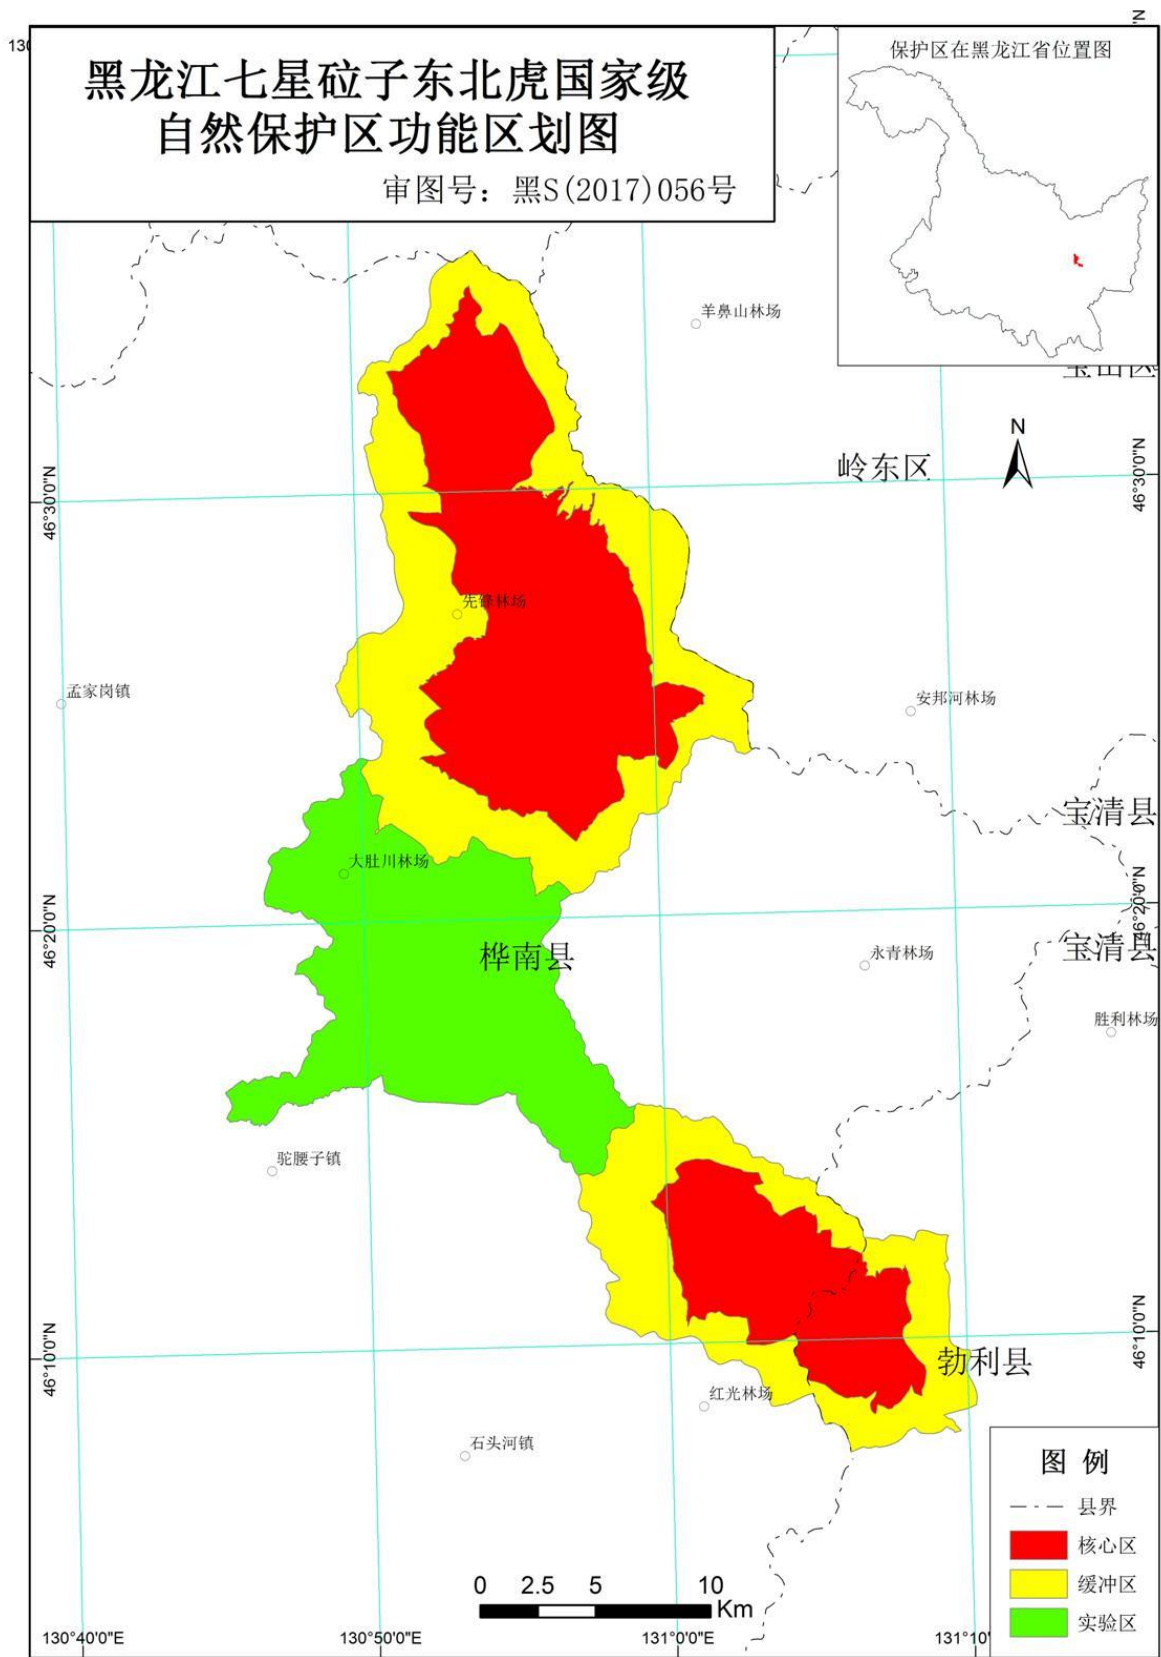 黑龙江七星砬子东北虎国家级
自然保护区功能区划图
审图号：黑S(2017)056号
保护区在黑龙江省位置图
羊鼻山林场
宝山区
岭东区
N
46°30'0"N
46°30'0"N
先锋林场
孟家岗镇
安邦河林场
宝清县
大肚川林场
46°20'0"N
46°20'0"N
桦南县
永青林场
宝清县
胜利林场
驼腰子镇
46°10'0"N
46°10'0"N
勃利县
红光林场
石头河镇
图 例
县界
核心区
缓冲区
实验区
0 2.5 5 10
Km
130°40'0"E
130°50'0"E
131°0'0"E
131°10'